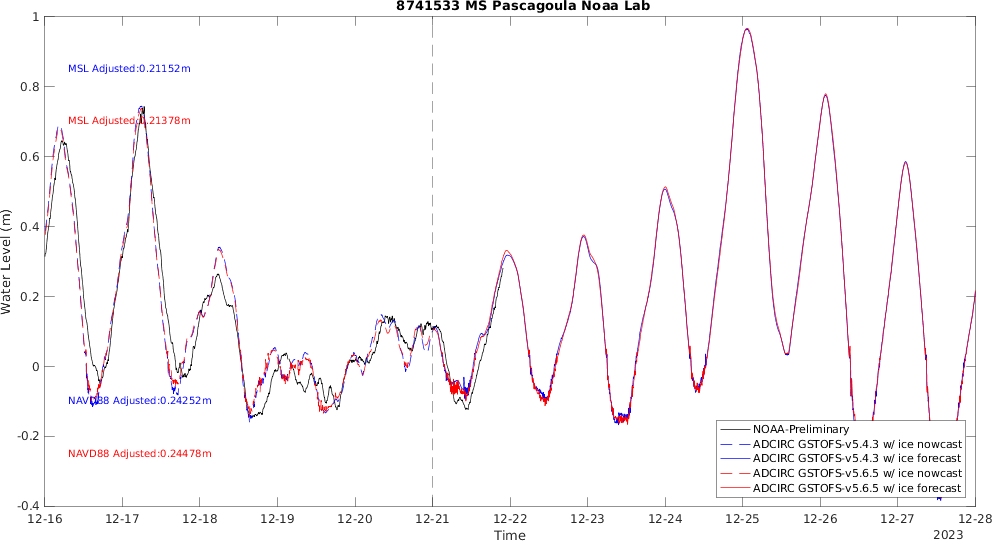 8741533 MS Pascagoula Noaa Lab
1
0.8
0.6
0.4
0.2
0
-0.2
-0.4
Water Level (m)
MSL Adjusted:0.21152m
MSL Adjusted:0.21378m
NAVD88 Adjusted:0.24252m
NAVD88 Adjusted:0.24478m
NOAA-Preliminary
ADCIRC GSTOFS-v5.4.3 w/ ice nowcast
ADCIRC GSTOFS-v5.4.3 w/ ice forecast
ADCIRC GSTOFS-v5.6.5 w/ ice nowcast
ADCIRC GSTOFS-v5.6.5 w/ ice forecast
12-16 12-17 12-18 12-19 12-20 12-21 12-22 12-23 12-24 12-25 12-26 12-27 12-28
Time
2023